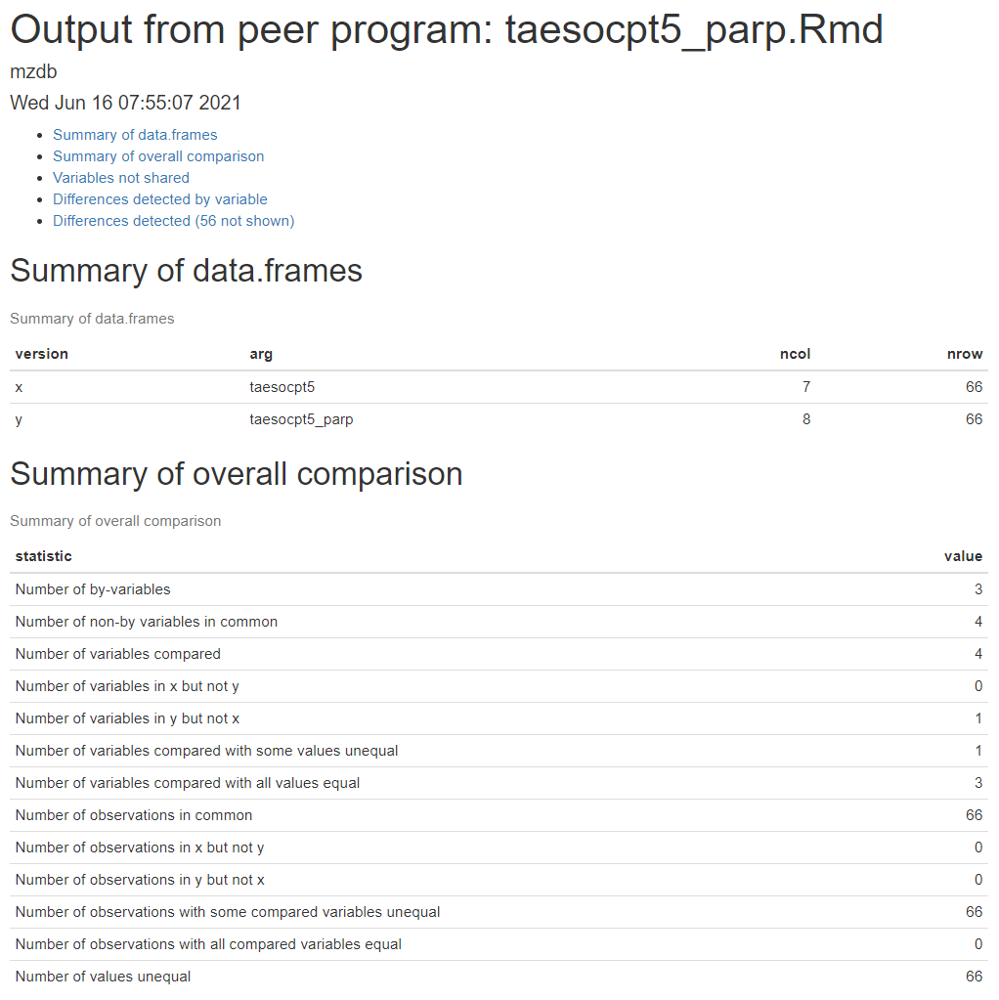 Output from peer program: taesocpt5_parp.Rmd
mzdb
Wed Jun 16 07:55:07 2021
Summary of data.frames
Summary of overall comparison
Variables not shared
Differences detected by variable
Differences detected (56 not shown)
Summary of data.frames
Summary of data.frames
version arg ncol nrow
x taesocpt5 7 66
y taesocpt5_parp 8 66
Summary of overall comparison
Summary of overall comparison
statistic value
Number of by-variables 3
Number of non-by variables in common 4
Number of variables compared 4
Number of variables in x but not y 0
Number of variables in y but not x 1
Number of variables compared with some values unequal 1
Number of variables compared with all values equal 3
Number of observations in common 66
Number of observations in x but not y 0
Number of observations in y but not x 0
Number of observations with some compared variables unequal 66
Number of observations with all compared variables equal 0
Number of values unequal 66